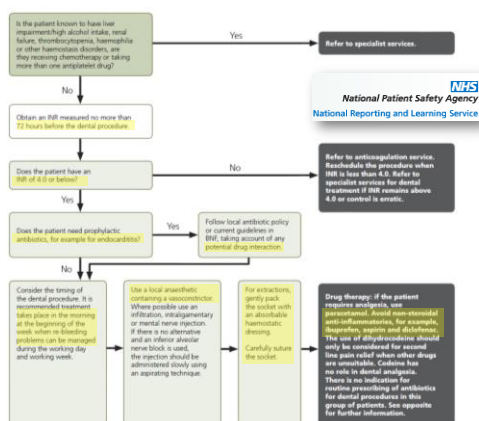 Is the patient known to have liver
impairment/high alcohol intake, renal
failure, thrombocytopenia, haemophilia
or other haemostasis disorders, are
they receiving chemotherapy or taking
more than one antiplatelet drug?
Yes
Refer to specialist services.
NHS
National Patient Safety Agency
National Reporting and Learning Service
No
Obtain an INR measured no more than
72 hours before the dental procedure.
Does the patient have an
INR of 4.0 or below?
No
Refer to anticoagulation service.
Reschedule the procedure when
INR is less than 4.0. Refer to
specialist services for dental
treatment if INR remains above
4.0 or control is erratic.
Yes
Does the patient need prophylactic
antibiotics, for example for endocarditis?
Yes
Follow local antibiotic policy
or current guidelines in
BNF, taking account of any
potential drug interaction.
No
Consider the timing of
the dental procedure. It is
recommended treatment
takes place in the morning
at the beginning of the
week when re-bleeding
problems can be managed
during the working day
and working week.
Use a local anaesthetic
containing a vasoconstrictor.
Where possible use an
infiltration, intraligamentary
or mental nerve injection.
If there is no alternative
and an inferior alveolar
nerve block is used,
the injection should be
administered slowly using
an aspirating technique.
For extractions,
gently pack
the socket with
an absorbable
haemostatic
dressing.
Carefully suture
the socket.
Drug therapy: if the patient
requires analgesia, use
paracetamol. Avoid non-steroidal
anti-inflammatories, for example,
ibuprofen, aspirin and diclofenac.
The use of dihydrocodeine should
only be considered for second
line pain relief when other drugs
are unsuitable. Codeine has
no role in dental analgesia.
There is no indication for
routine prescribing of antibiotics
for dental procedures in this
group of patients. See opposite
for further information.